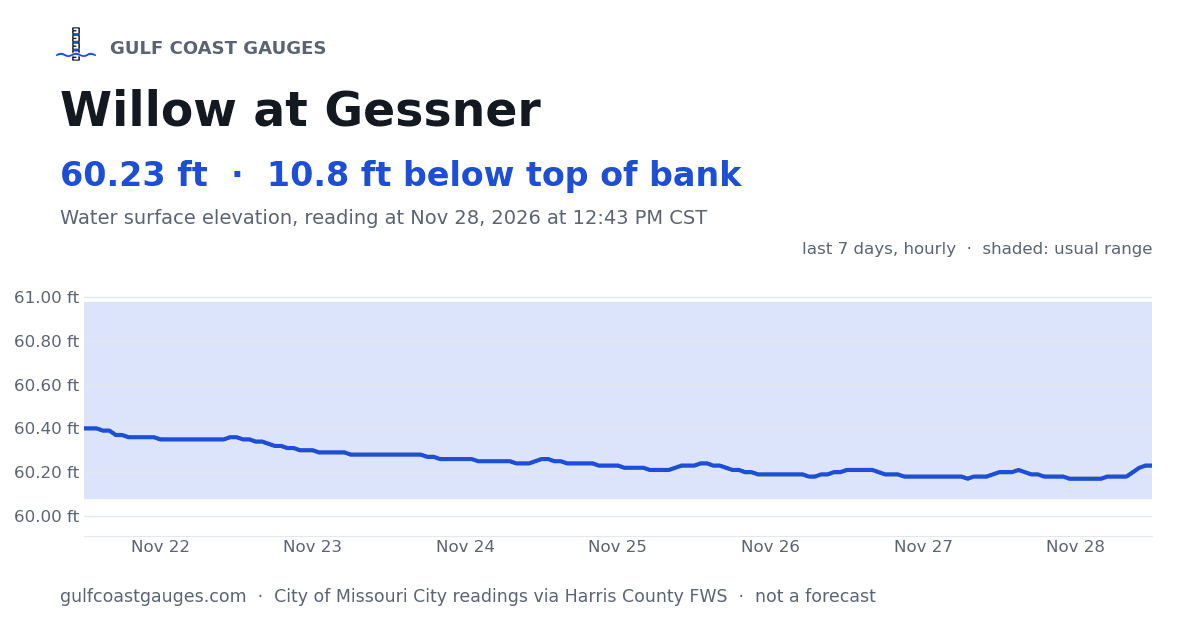 GULF COAST GAUGES
Willow at Gessner
60.23 ft · 10.8 ft below top of bank
Water surface elevation, reading at Nov 28, 2026 at 12:43 PM CST
last 7 days, hourly · shaded: usual range
61.00 ft
60.80 ft
60.60 ft
60.40 ft
60.20 ft
60.00 ft
Nov 22 Nov 23 Nov 24 Nov 25 Nov 26 Nov 27 Nov 28
gulfcoastgauges.com · City of Missouri City readings via Harris County FWS · not a forecast